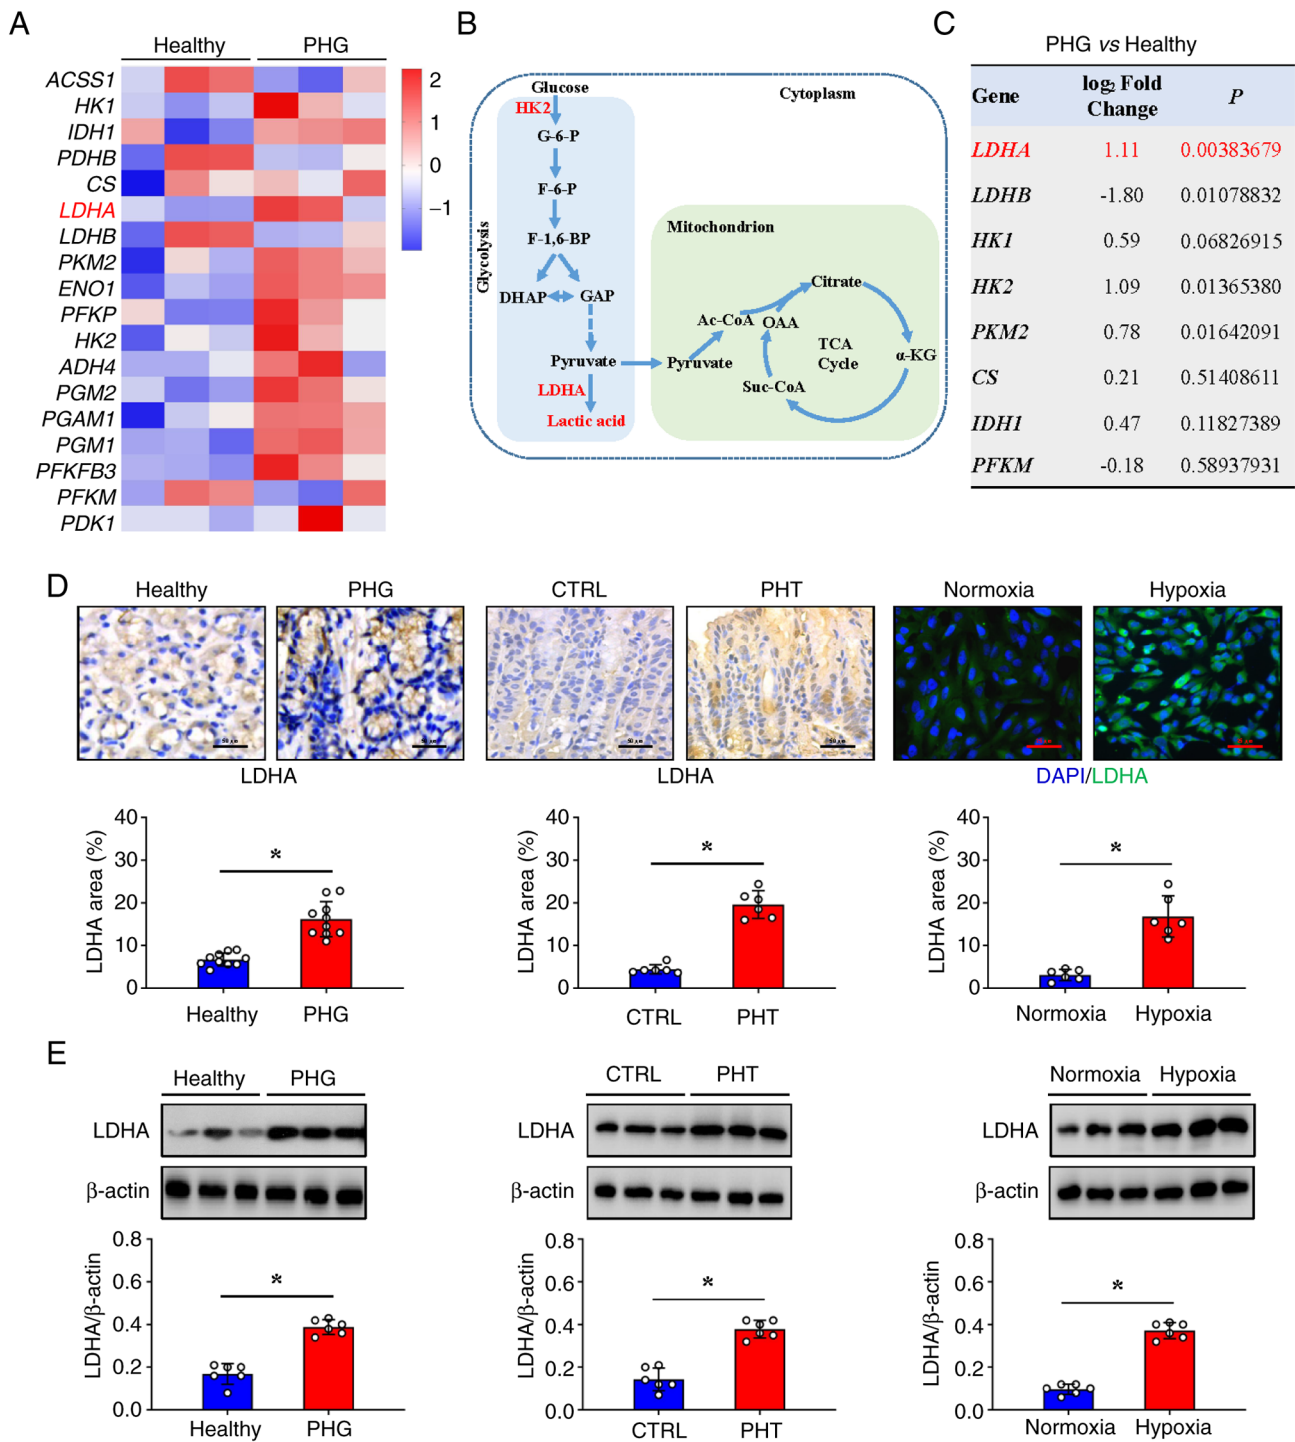 A
Healthy PHG
ACSS1
HK1
IDH1
PDHB
CS
LDHA
LDHB
PKM2
ENO1
PFKP
HK2
ADH4
PGM2
PGAM1
PGM1
PFKFB3
PFKM
PDK1
2
1
0
−1
B
Glucose
Cytoplasm
HK2
G-6-P
F-6-P
F-1,6-BP
Glycolysis
DHAP GAP
Pyruvate
LDHA
Lactic acid
Mitochondrion
Citrate
Ac-CoA OAA
TCA
Cycle
Pyruvate
α-KG
Suc-CoA
C
PHG vs Healthy
Gene log2 Fold Change P
LDHA 1.11 0.00383679
LDHB -1.80 0.01078832
HK1 0.59 0.06826915
HK2 1.09 0.01365380
PKM2 0.78 0.01642091
CS 0.21 0.51408611
IDH1 0.47 0.11827389
PFKM -0.18 0.58937931
D
Healthy PHG CTRL PHT Normoxia Hypoxia
50 μm 50 μm 50 μm 50 μm
LDHA LDHA DAPI/LDHA
LDHA area (%)
40
30
20
10
0
*
Healthy PHG
LDHA area (%)
40
30
20
10
0
*
CTRL PHT
LDHA area (%)
40
30
20
10
0
*
Normoxia Hypoxia
E
Healthy PHG
LDHA
β-actin
CTRL PHT
LDHA
β-actin
Normoxia Hypoxia
LDHA
β-actin
LDHA/β-actin
0.8
0.6
0.4
0.2
0.0
*
Healthy PHG
LDHA/β-actin
0.8
0.6
0.4
0.2
0.0
*
CTRL PHT
LDHA/β-actin
0.8
0.6
0.4
0.2
0.0
*
Normoxia Hypoxia